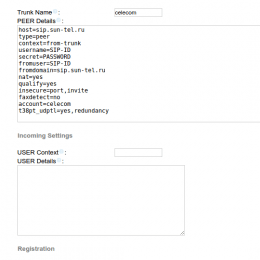 Trunk Name:
celecom
PEER Details:
host=sip.sun-tel.ru
type=peer
context=from-trunk
username=SIP-ID
secret=PASSWORD
fromuser=SIP-ID
fromdomain=sip.sun-tel.ru
nat=yes
qualify=yes
insecure=port,invite
faxdetect=no
account=celecom
t38pt_udptl=yes,redundancy
Incoming Settings
USER Context:
USER Details:
Registration